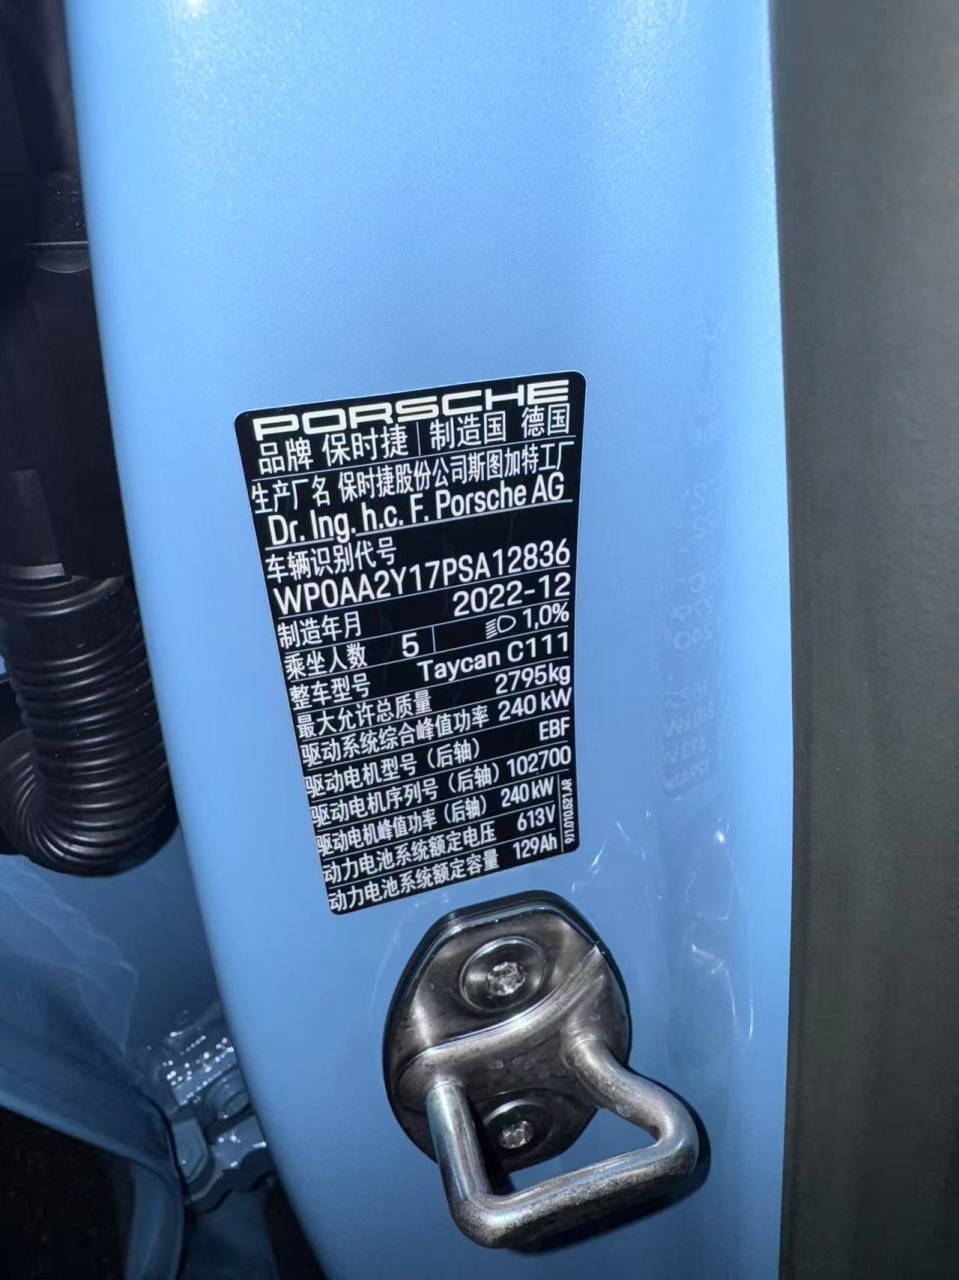 PORSCHE
品牌 保时捷 制造国 德国
生产厂名 保时捷股份公司斯图加特工厂
Dr. Ing. h.c. F. Porsche AG
车辆识别代号
WP0AA2Y17PSA12836
制造年月 2022-12
乘坐人数 5 1,0%
整车型号 Taycan C111
最大允许总质量 2795kg
驱动系统综合峰值功率 240 kW
驱动电机型号（后轴） EBF
驱动电机序列号（后轴） 102700
驱动电机峰值功率（后轴） 240 kW
动力电池系统额定电压 613V
动力电池系统额定容量 129Ah
9J1.010.621.AR